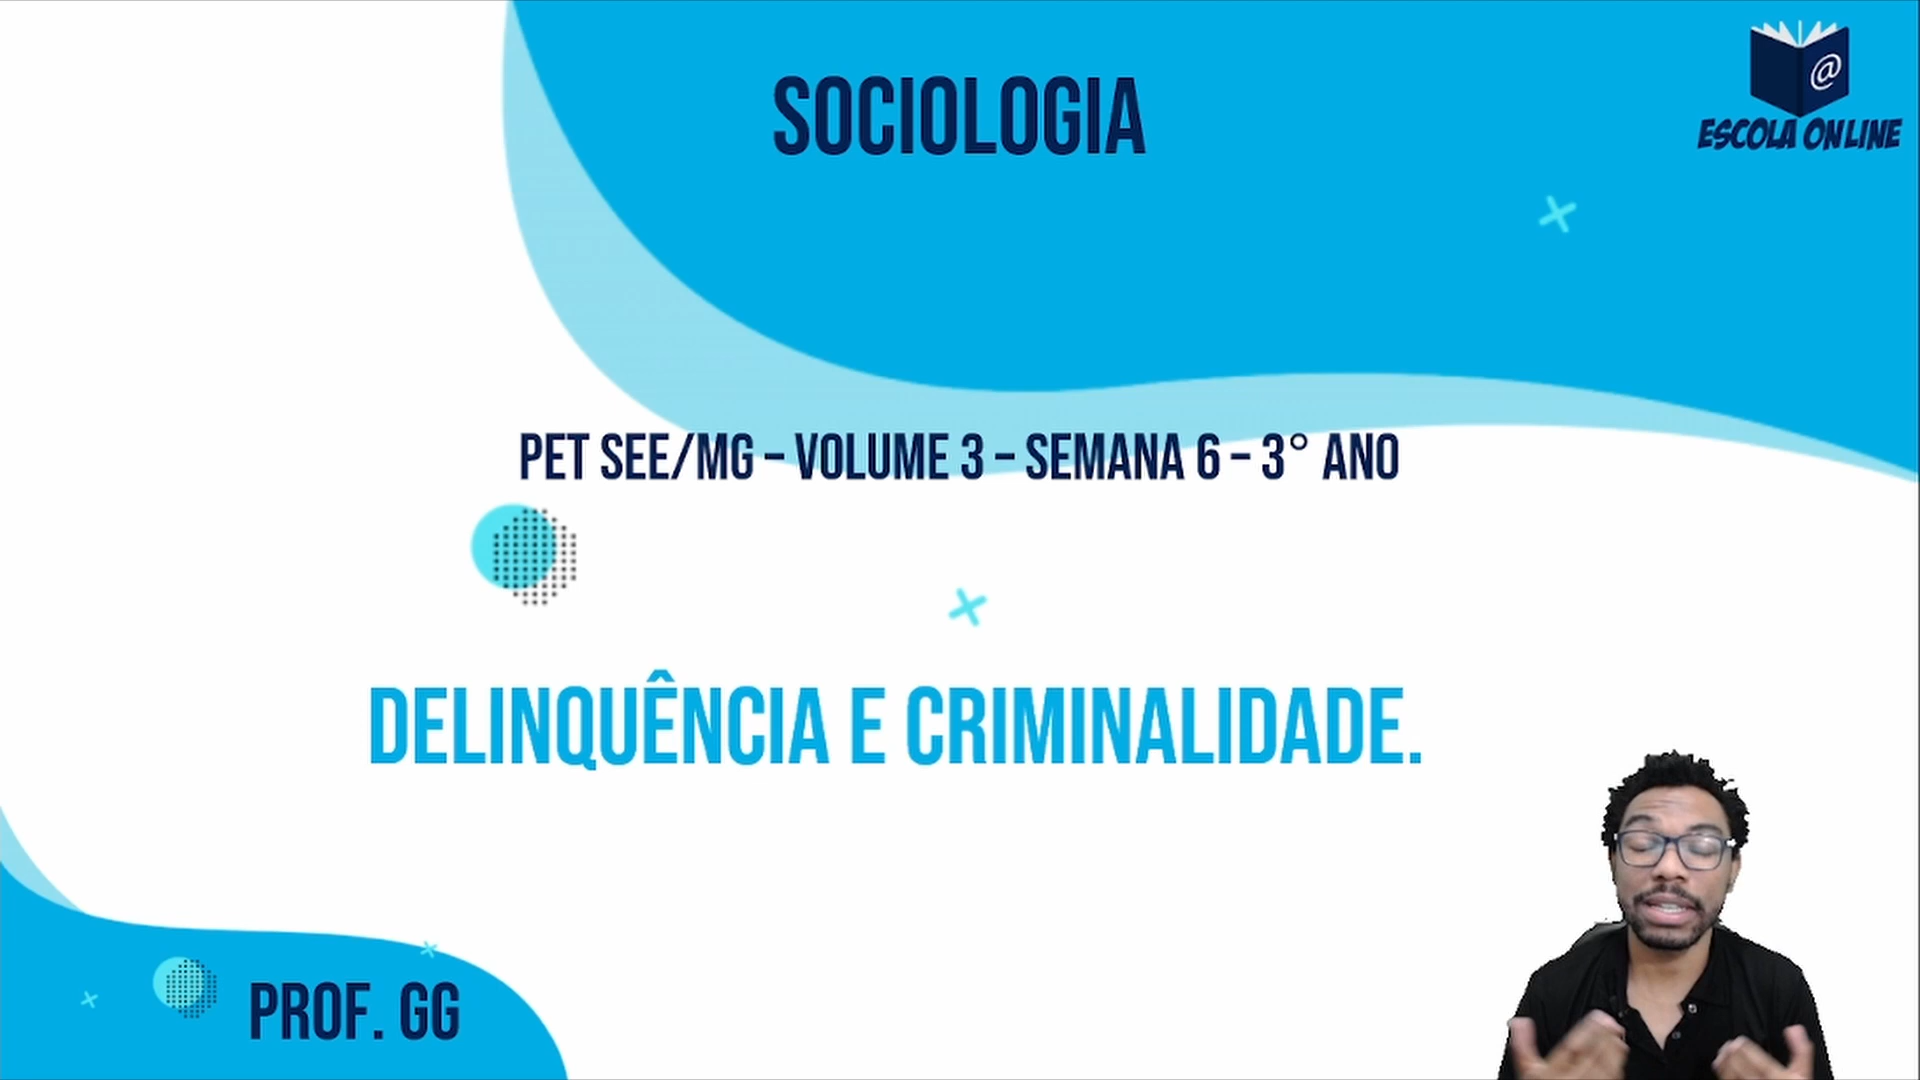 SOCIOLOGIA
@
ESCOLA ONLINE
PET SEE/MG – VOLUME 3 – SEMANA 6 – 3° ANO
DELINQUÊNCIA E CRIMINALIDADE.
PROF. GG